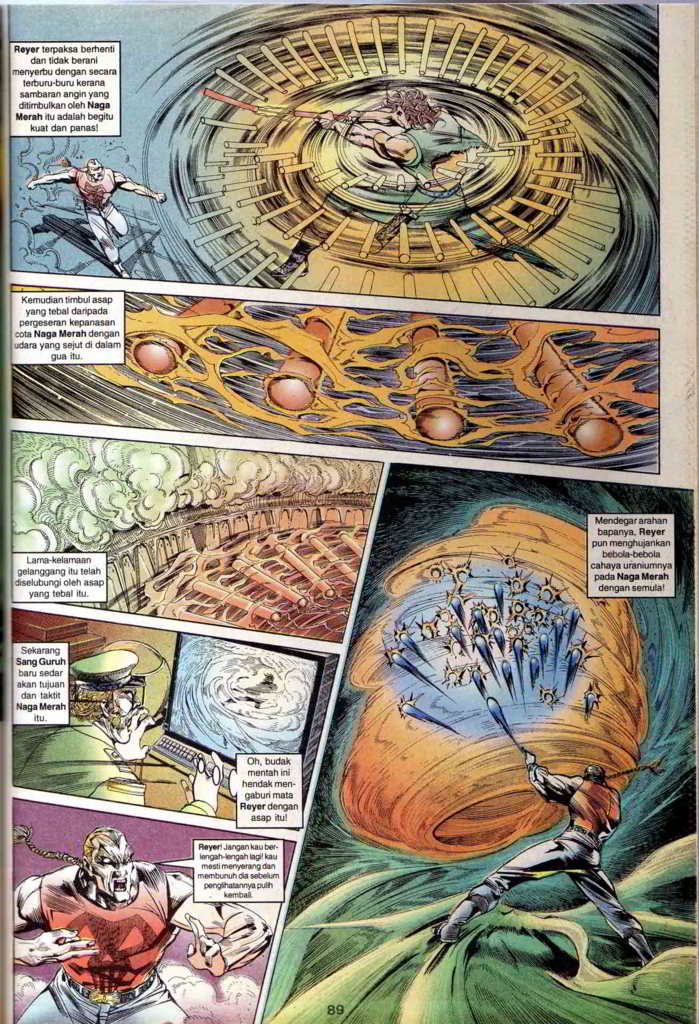 Reyer terpaksa berhenti
dan tidak berani
menyerbu dengan secara
terburu-buru kerana
sambaran angin yang
ditimbulkan oleh Naga
Merah itu adalah begitu
kuat dan panas!
Kemudian timbul asap
yang tebal daripada
pergeseran kepanasan
cota Naga Merah dengan
udara yang sejut di dalam
gua itu.
Lama-kelamaan
gelanggang itu telah
diselubungi oleh asap
yang tebal itu.
Sekarang
Sang Guruh
baru sedar
akan tujuan
dan taktit
Naga Merah
itu.
Oh, budak
mentah ini
hendak men-
gaburi mata
Reyer dengan
asap itu!
Reyer! Jangan kau ber-
lengah-lengah lagi! kau
mesti menyerang dan
membunuh dia sebelum
penglihatannya pulih
kembali.
Mendegar arahan
bapanya, Reyer
pun menghujankan
bebola-bebola
cahaya uraniumnya
pada Naga Merah
dengan semula!
89